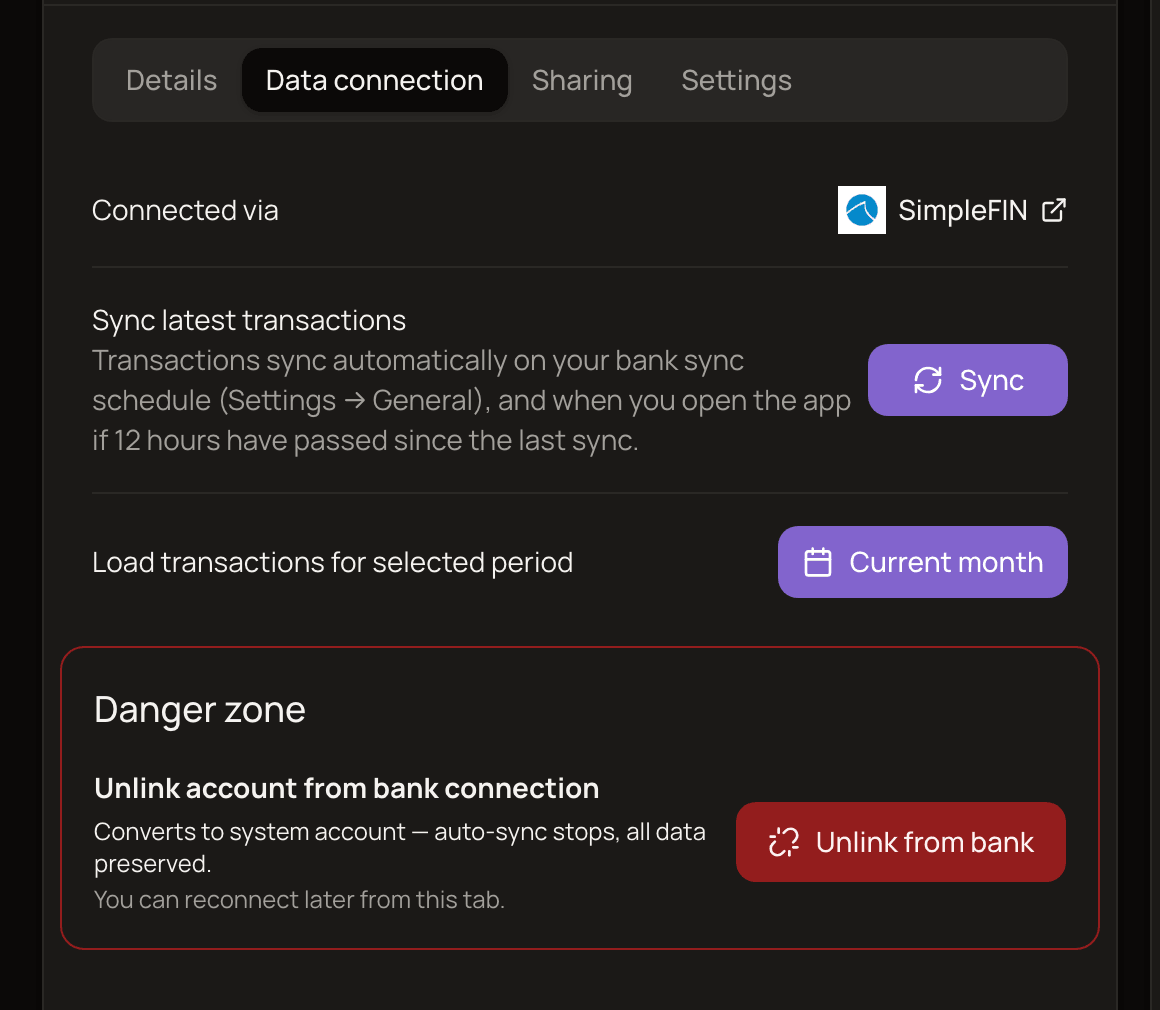 Details
Data connection
Sharing
Settings
Connected via
SimpleFIN
Sync latest transactions
Transactions sync automatically on your bank sync
schedule (Settings → General), and when you open the app
if 12 hours have passed since the last sync.
Sync
Load transactions for selected period
Current month
Danger zone
Unlink account from bank connection
Converts to system account — auto-sync stops, all data
preserved.
You can reconnect later from this tab.
Unlink from bank